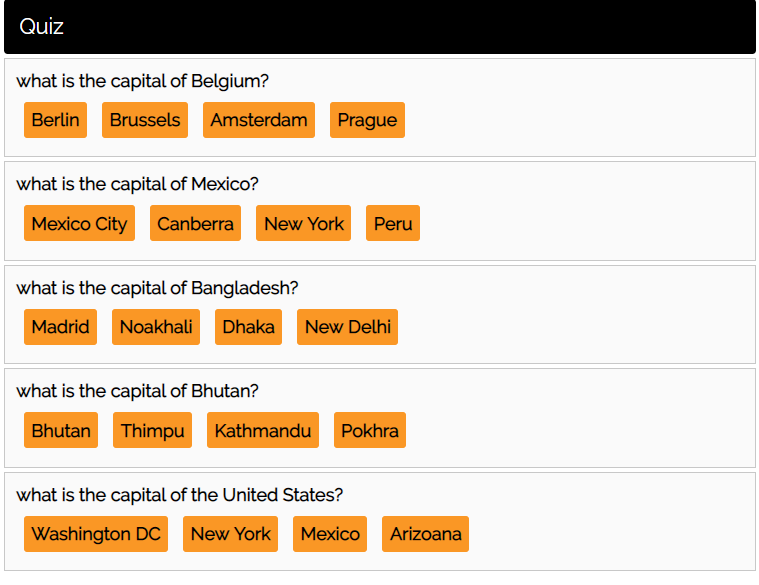 Quiz
what is the capital of Belgium?
Berlin Brussels Amsterdam Prague
what is the capital of Mexico?
Mexico City Canberra New York Peru
what is the capital of Bangladesh?
Madrid Noakhali Dhaka New Delhi
what is the capital of Bhutan?
Bhutan Thimpu Kathmandu Pokhra
what is the capital of the United States?
Washington DC New York Mexico Arizoana